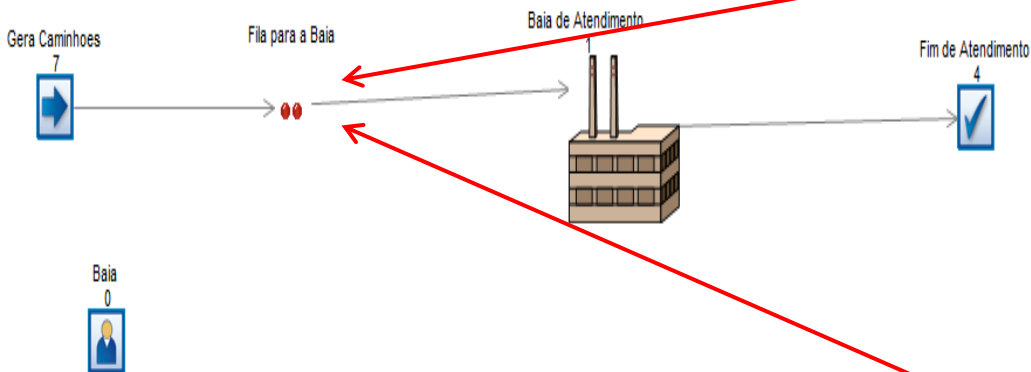 Gera Caminhoes
7
Fila para a Baia
Baia de Atendimento
1
Fim de Atendimento
4
Baia
0